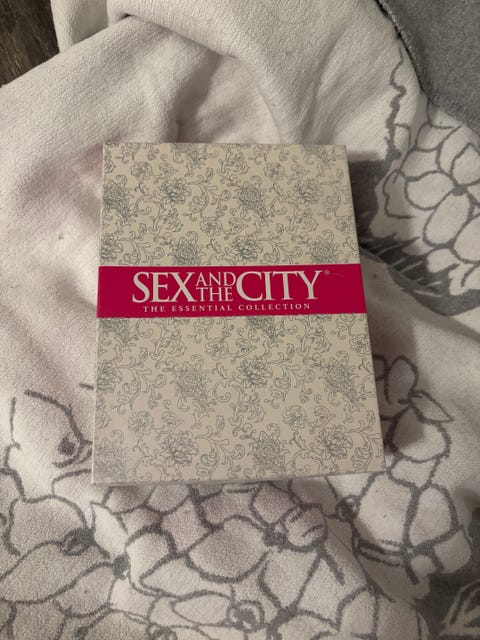 SEX AND THE CITY®
THE ESSENTIAL COLLECTION